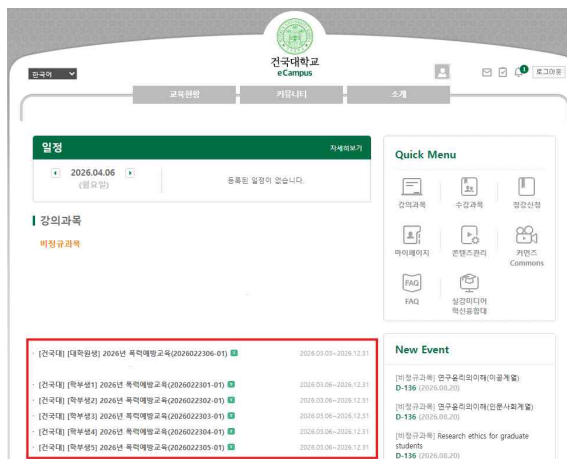 건국대학교
eCampus
한국어
1
로그아웃
교육현황
커뮤니티
소개
일정
자세히보기
2026.04.06
(월요일)
등록된 일정이 없습니다.
강의과목
비정규과목
[건국대] [대학원생] 2026년 폭력예방교육(2026022306-01)
2026.03.03~2026.12.31
[건국대] [학부생1] 2026년 폭력예방교육(2026022301-01)
2026.03.06~2026.12.31
[건국대] [학부생2] 2026년 폭력예방교육(2026022302-01)
2026.03.06~2026.12.31
[건국대] [학부생3] 2026년 폭력예방교육(2026022303-01)
2026.03.06~2026.12.31
[건국대] [학부생4] 2026년 폭력예방교육(2026022304-01)
2026.03.06~2026.12.31
[건국대] [학부생5] 2026년 폭력예방교육(2026022305-01)
2026.03.06~2026.12.31
Quick Menu
강의과목
수강과목
청강신청
마이페이지
콘텐츠관리
커먼즈
Commons
FAQ
FAQ
실감미디어
혁신융합대
New Event
[비정규과목] 연구윤리의이해(이공계열)
D-136 (2026.08.20)
[비정규과목] 연구윤리의이해(인문사회계열)
D-136 (2026.08.20)
[비정규과목] Research ethics for graduate
students
D-136 (2026.08.20)